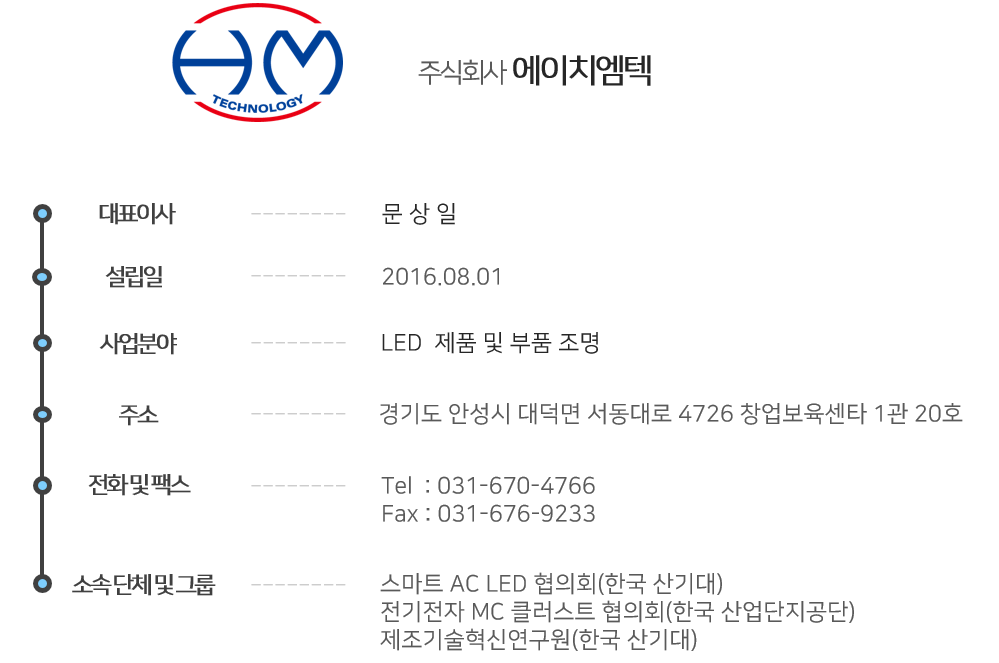 HM
TECHNOLOGY
주식회사 에이치엠텍
대표이사 문 상 일
설립일 2016.08.01
사업분야 LED 제품 및 부품 조명
주소 경기도 안성시 대덕면 서동대로 4726 창업보육센타 1관 20호
전화 및 팩스 Tel : 031-670-4766
Fax : 031-676-9233
소속 단체 및 그룹 스마트 AC LED 협의회(한국 산기대)
전기전자 MC 클러스트 협의회(한국 산업단지공단)
제조기술혁신연구원(한국 산기대)